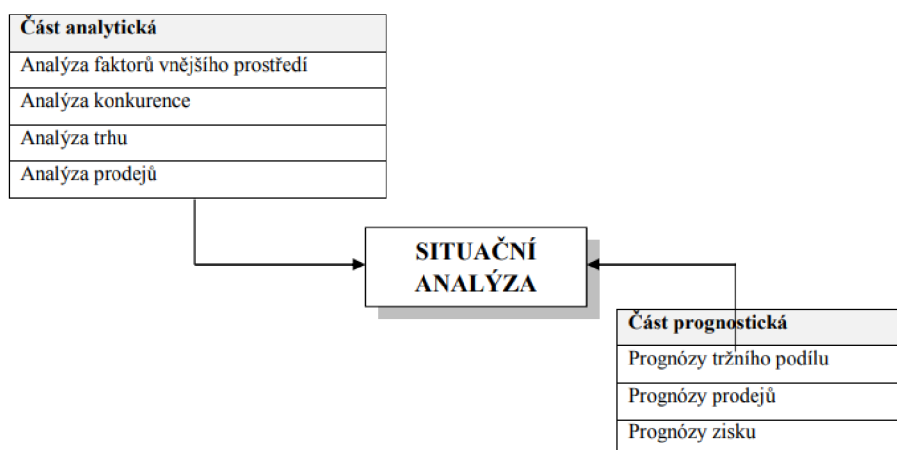 Část analytická
Analýza faktorů vnějšího prostředí
Analýza konkurence
Analýza trhu
Analýza prodejů
SITUAČNÍ
ANALÝZA
Část prognostická
Prognózy tržního podílu
Prognózy prodejů
Prognózy zisku